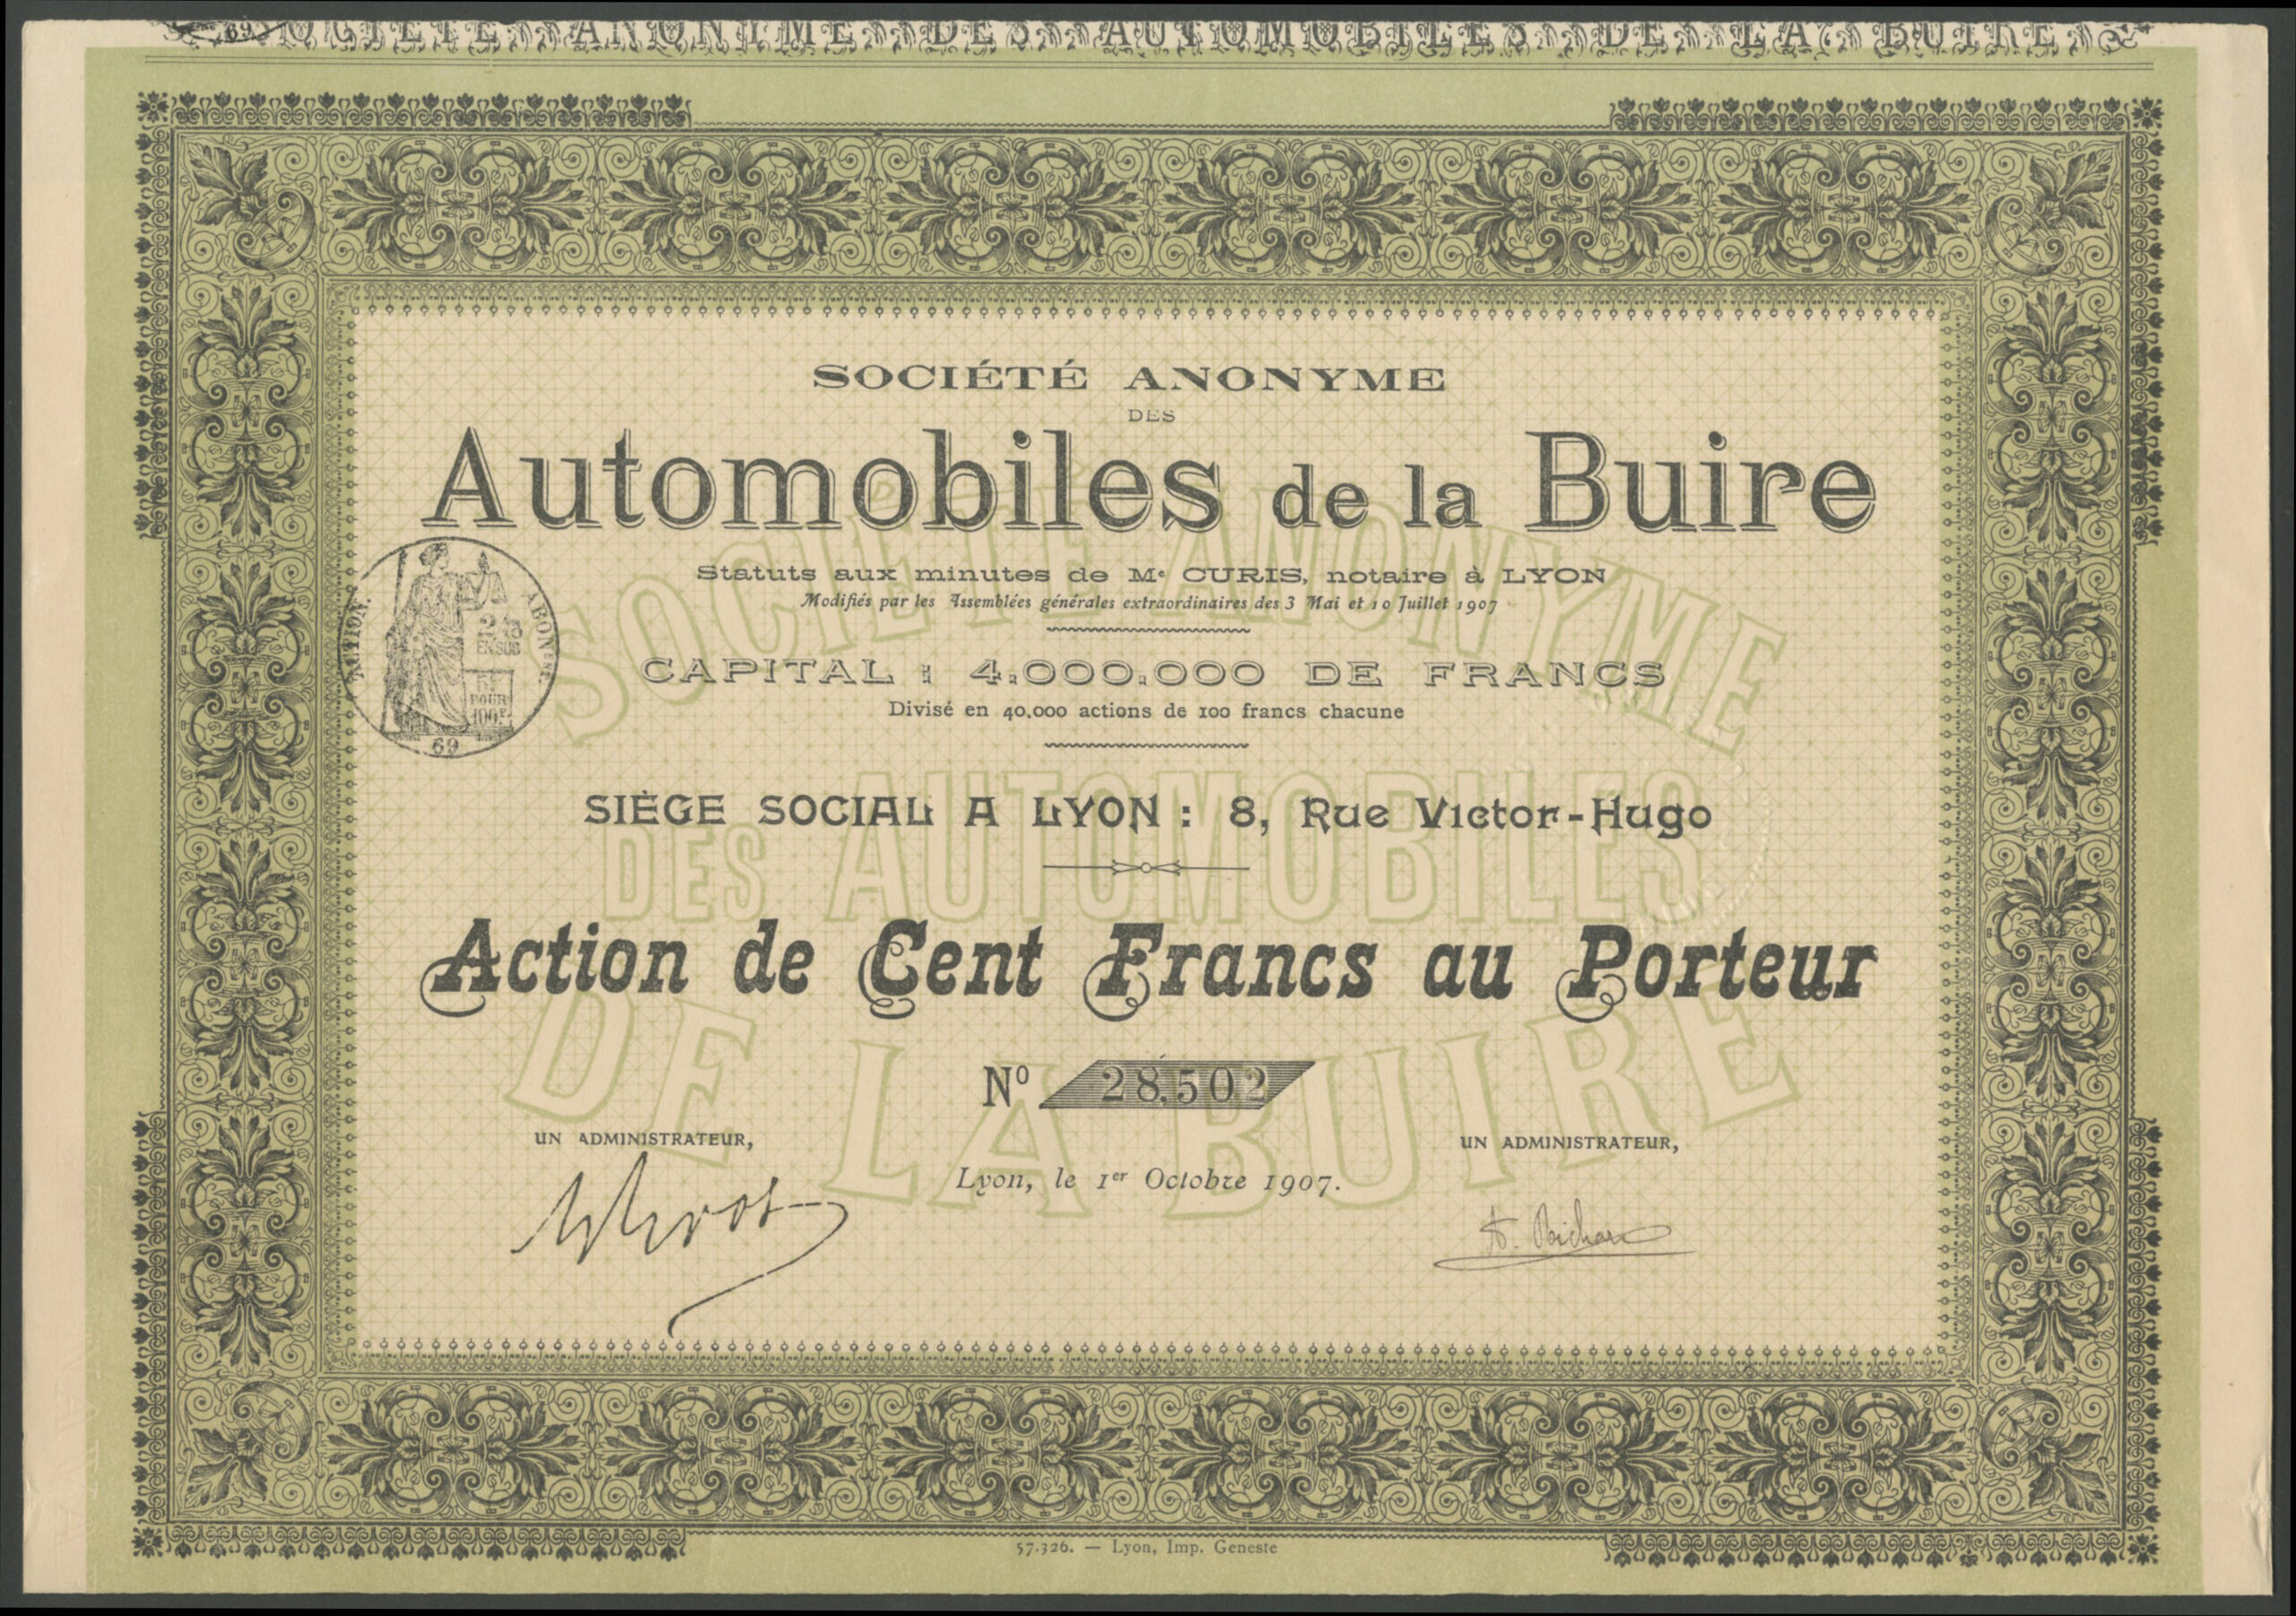 SOCIÉTÉ ANONYME DES AUTOMOBILES DE LA BUIRE
SOCIÉTÉ ANONYME
DES
Automobiles de la Buire
Statuts aux minutes de Me CURIS, notaire à LYON
Modifiés par les Assemblées générales extraordinaires des 3 Mai et 10 Juillet 1907
CAPITAL : 4.000.000 DE FRANCS
Divisé en 40.000 actions de 100 francs chacune
SIÈGE SOCIAL A LYON : 8, Rue Victor-Hugo
Action de Cent Francs au Porteur
No 28,502
UN ADMINISTRATEUR,
UN ADMINISTRATEUR,
Lyon, le 1er Octobre 1907.
ACTION.
EN SUS
POUR
100F
69
SOCIÉTÉ ANONYME
DES AUTOMOBILES
DE LA BUIRE
57.326. — Lyon, Imp. Geneste